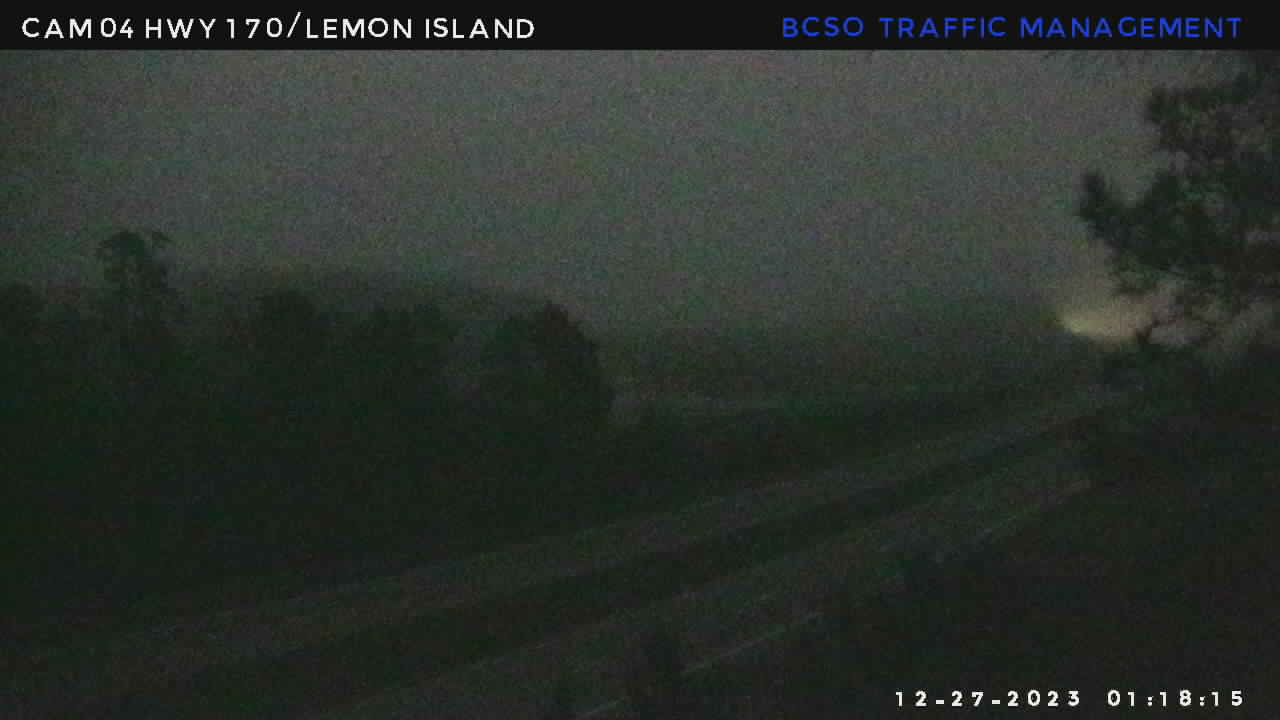 CAM04 HWY 170/LEMON ISLAND
BCSO TRAFFIC MANAGEMENT
12-27-2023 01:18:15